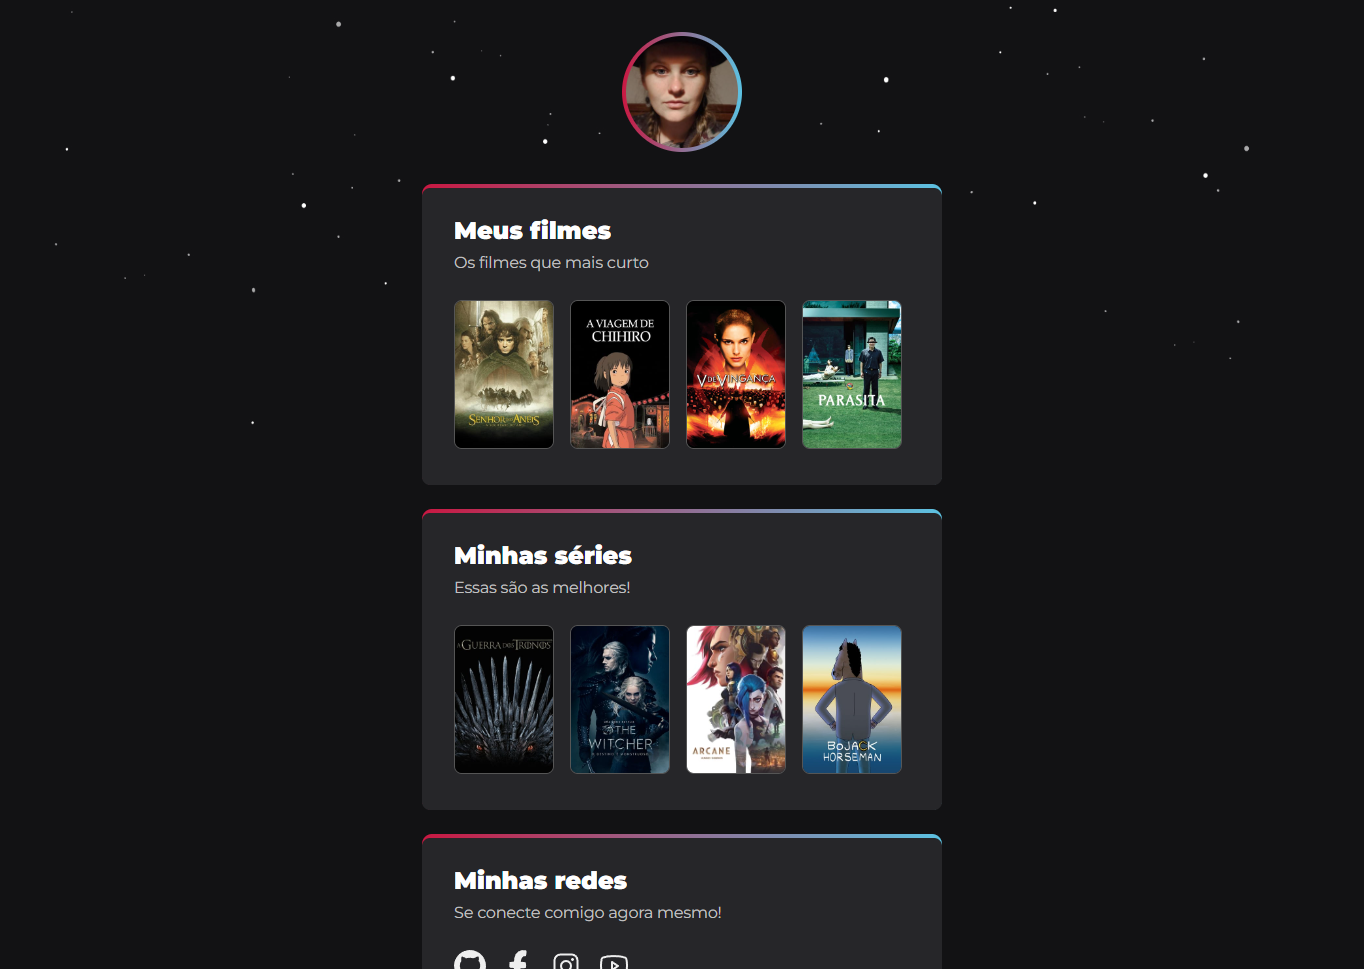 Meus filmes
Os filmes que mais curto
SENHOR DOS ANÉIS
A VIAGEM DE
CHIHIRO
V DE VINGANÇA
PARASITA
Minhas séries
Essas são as melhores!
A GUERRA DOS TRONOS
THE
WITCHER
ARCANE
BOJACK
HORSEMAN
Minhas redes
Se conecte comigo agora mesmo!